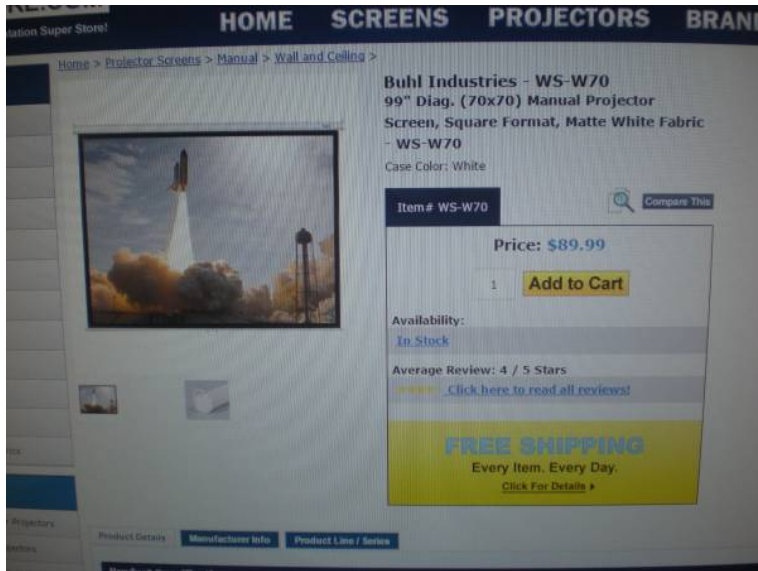 RE.COM
ntation Super Store!
HOME SCREENS PROJECTORS BRAN
Home > Projector Screens > Manual > Wall and Ceiling >
Buhl Industries - WS-W70
99" Diag. (70x70) Manual Projector
Screen, Square Format, Matte White Fabric
- WS-W70
Case Color: White
Item# WS-W70
Compare This
Price: $89.99
1 Add to Cart
Availability:
In Stock
Average Review: 4 / 5 Stars
Click here to read all reviews!
FREE SHIPPING
Every Item. Every Day.
Click For Details
Projectors
Product Details Manufacturer Info Product Line / Series